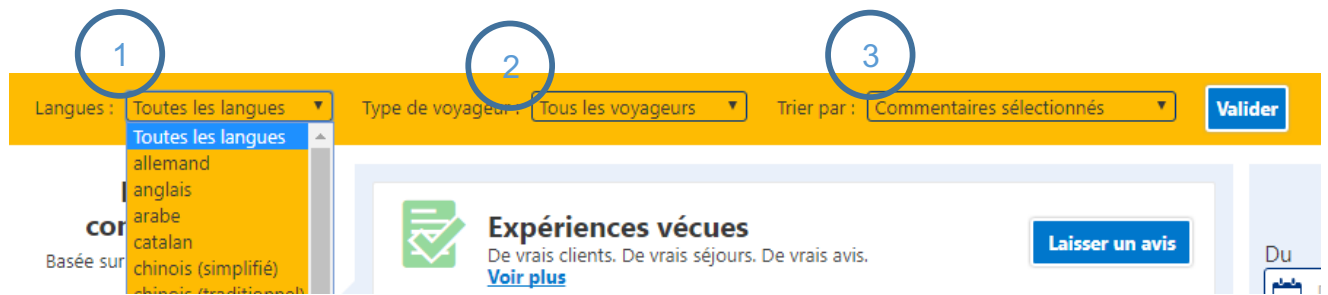 1
2
3
Langues : Toutes les langues Type de voyageur : Tous les voyageurs Trier par : Commentaires sélectionnés Valider
Toutes les langues
allemand
anglais
arabe
catalan
chinois (simplifié)
chinois (traditionnel)
Basée sur
Expériences vécues
De vrais clients. De vrais séjours. De vrais avis.
Voir plus
Laisser un avis
Du